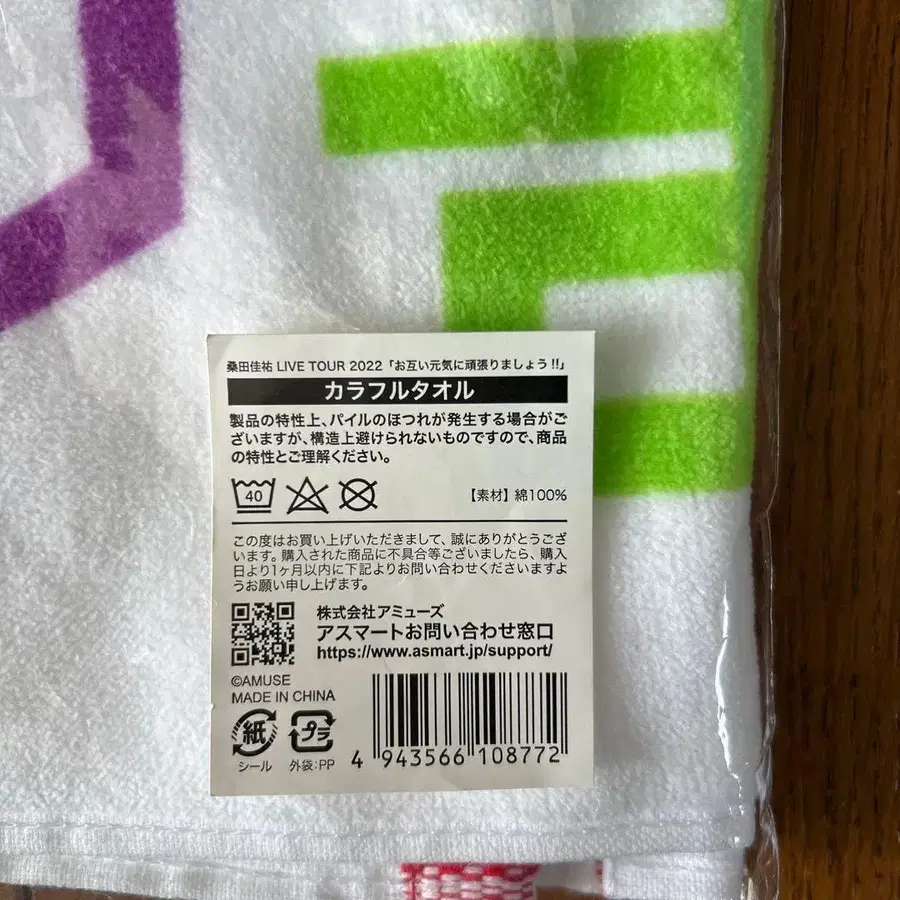 桑田佳祐 LIVE TOUR 2022「お互い元気に頑張りましょう!!」
カラフルタオル
製品の特性上、パイルのほつれが発生する場合がご
ざいますが、構造上避けられないものですので、商品
の特性とご理解ください。
40
【素材】綿100%
この度はお買い上げいただきまして、誠にありがとうござ
います。購入された商品に不具合等ございましたら、購入
日より1ヶ月以内に下記よりお問い合わせくださいますよ
うお願い申し上げます。
株式会社アミューズ
アスマートお問い合わせ窓口
https://www.asmart.jp/support/
©AMUSE
MADE IN CHINA
紙
プラ
シール
外袋:PP
4 943566 108772